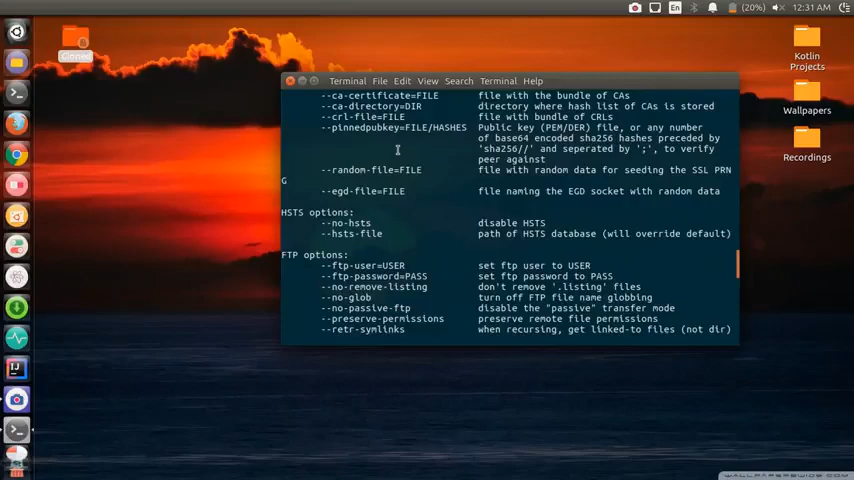 En
(20%)
12:31 AM
Cloned
Kotlin
Projects
Wallpapers
Recordings
Terminal File Edit View Search Terminal Help
--ca-certificate=FILE file with the bundle of CAs
--ca-directory=DIR directory where hash list of CAs is stored
--crl-file=FILE file with bundle of CRLs
--pinnedpubkey=FILE/HASHES Public key (PEM/DER) file, or any number
of base64 encoded sha256 hashes preceded by
'sha256//' and seperated by ';', to verify
peer against
--random-file=FILE file with random data for seeding the SSL PRN
G
--egd-file=FILE file naming the EGD socket with random data
HSTS options:
--no-hsts disable HSTS
--hsts-file path of HSTS database (will override default)
FTP options:
--ftp-user=USER set ftp user to USER
--ftp-password=PASS set ftp password to PASS
--no-remove-listing don't remove '.listing' files
--no-glob turn off FTP file name globbing
--no-passive-ftp disable the "passive" transfer mode
--preserve-permissions preserve remote file permissions
--retr-symlinks when recursing, get linked-to files (not dir)